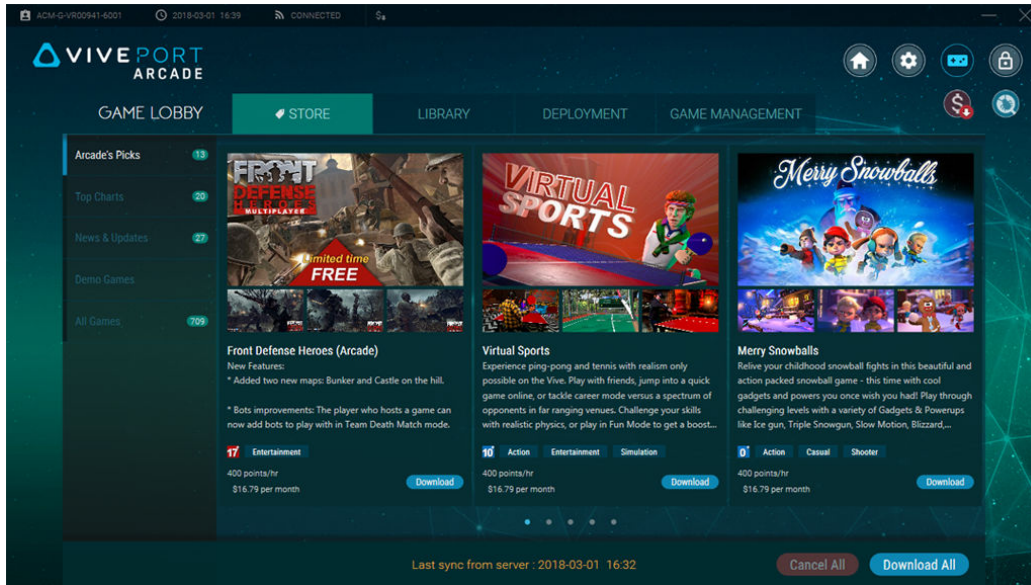 ACM-G-VR00941-6001 2018-03-01 16:39 CONNECTED
VIVEPORT
ARCADE
GAME LOBBY STORE LIBRARY DEPLOYMENT GAME MANAGEMENT
Arcade's Picks 13
Top Charts 20
News & Updates 27
Demo Games
All Games 709
FRONT
DEFENSE
HEROES
MULTIPLAYER
Limited time
FREE
Front Defense Heroes (Arcade)
New Features:
* Added two new maps: Bunker and Castle on the hill.
* Bots improvements: The player who hosts a game can
now add bots to play with in Team Death Match mode.
17+ Entertainment
400 points/hr
$16.79 per month
Download
VIRTUAL
SPORTS
Virtual Sports
Experience ping-pong and tennis with realism only
possible on the Vive. Play with friends, jump into a quick
game online, or tackle career mode versus a spectrum of
opponents in far ranging venues. Challenge your skills
with realistic physics, or play in Fun Mode to get a boost...
10+ Action Entertainment Simulation
400 points/hr
$16.79 per month
Download
Merry Snowballs
Merry Snowballs
Relive your childhood snowball fights in this beautiful and
action packed snowball game - this time with cool
gadgets and powers you once wish you had! Play through
challenging levels with a variety of Gadgets & Powerups
like Ice gun, Triple Snowgun, Slow Motion, Blizzard,...
0+ Action Casual Shooter
400 points/hr
$16.79 per month
Download
Last sync from server : 2018-03-01 16:32
Cancel All Download All